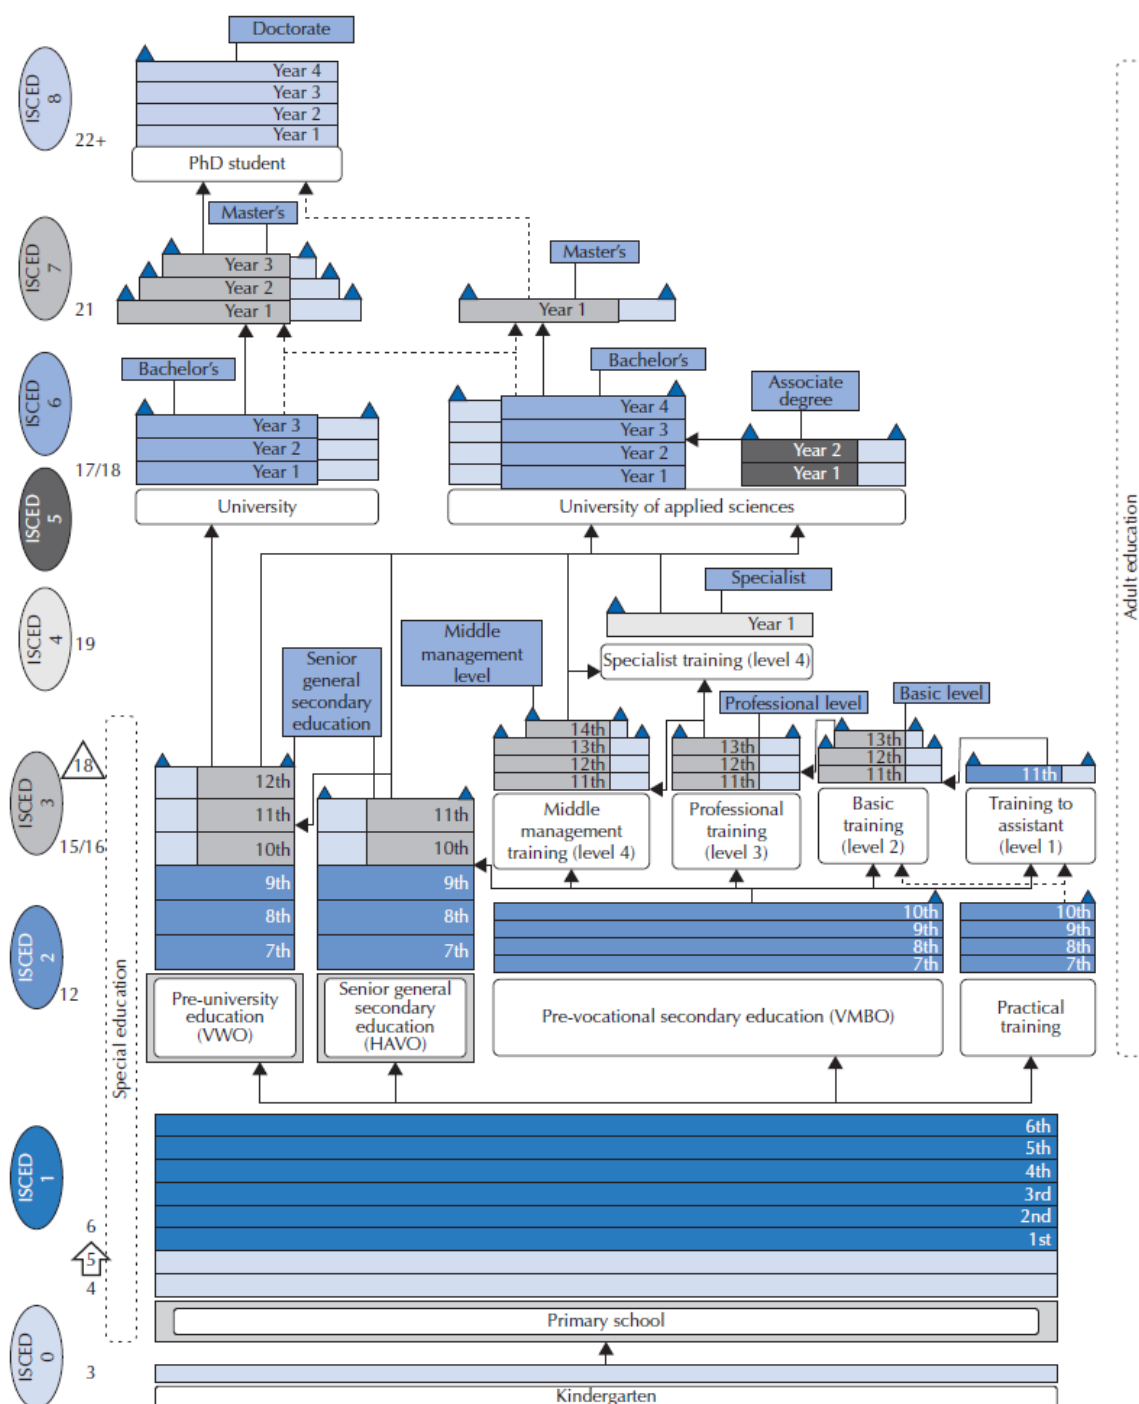 Doctorate
ISCED 8
Year 4
Year 3
Year 2
Year 1
22+
PhD student
Master's
ISCED 7
Year 3
Year 2
Year 1
21
Master's
Year 1
ISCED 6
Bachelor's
Year 3
Year 2
Year 1
17/18
University
Bachelor's
Year 4
Year 3
Year 2
Year 1
Associate
degree
Year 2
Year 1
University of applied sciences
ISCED 5
Adult education
ISCED 4
19
Specialist
Year 1
Specialist training (level 4)
Middle
management
level
Senior
general
secondary
education
Professional level
Basic level
ISCED 3
18
15/16
12th
11th
10th
9th
8th
7th
11th
10th
9th
8th
7th
14th
13th
12th
11th
Middle
management
training (level 4)
13th
12th
11th
Professional
training
(level 3)
13th
12th
11th
Basic
training
(level 2)
11th
Training to
assistant
(level 1)
ISCED 2
12
10th
9th
8th
7th
10th
9th
8th
7th
Special education
Pre-university
education
(VWO)
Senior general
secondary
education
(HAVO)
Pre-vocational secondary education (VMBO)
Practical
training
ISCED 1
6th
5th
4th
3rd
2nd
1st
6
5
4
Primary school
ISCED 0
3
Kindergarten